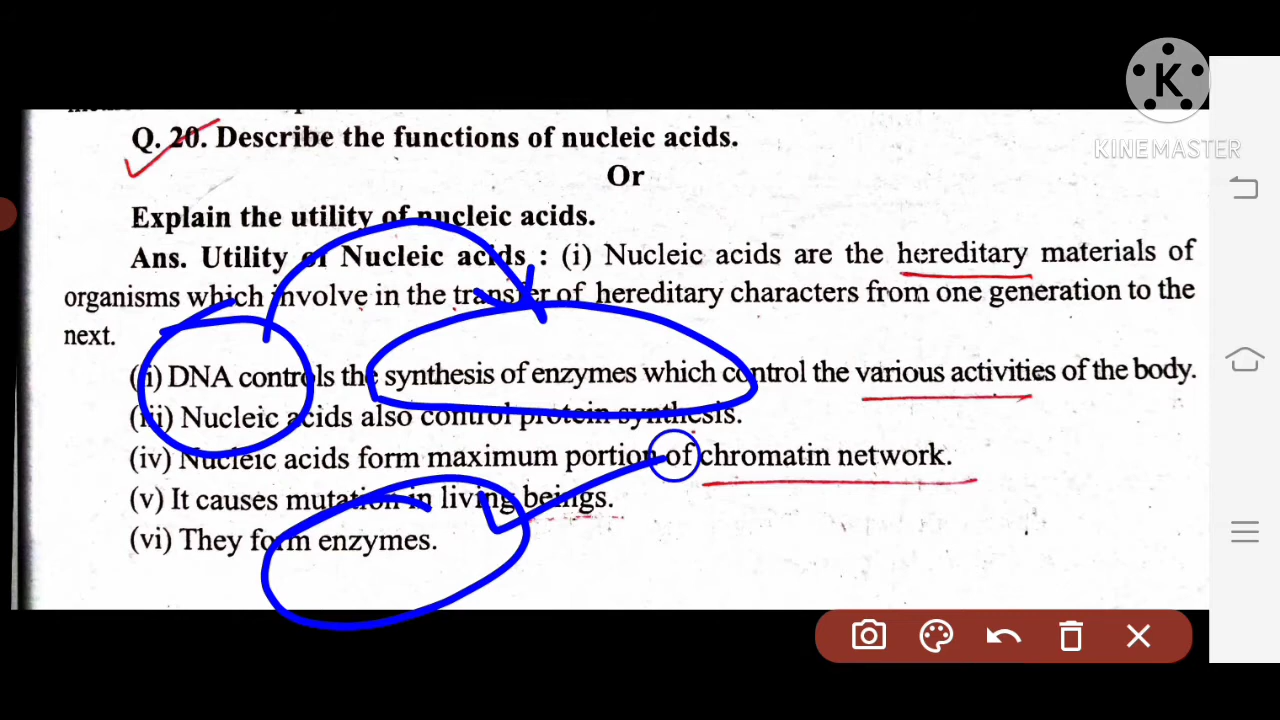 K
KINEMASTER
Q. 20. Describe the functions of nucleic acids.
Or
Explain the utility of nucleic acids.
Ans. Utility of Nucleic acids : (i) Nucleic acids are the hereditary materials of
organisms which involve in the transfer of hereditary characters from one generation to the
next.
(ii) DNA controls the synthesis of enzymes which control the various activities of the body.
(iii) Nucleic acids also control protein synthesis.
(iv) Nucleic acids form maximum portion of chromatin network.
(v) It causes mutation in living beings.
(vi) They form enzymes.